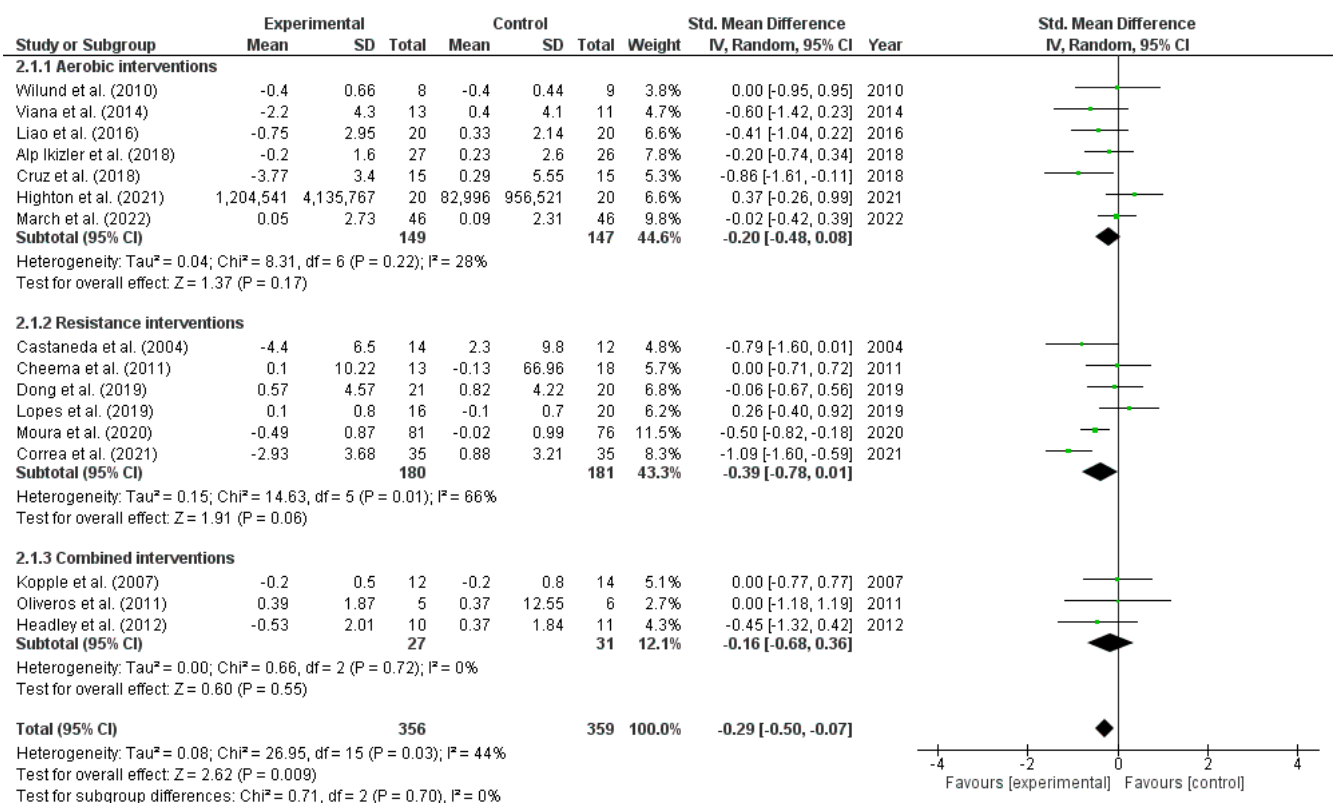 Experimental Control Std. Mean Difference Std. Mean Difference
Study or Subgroup Mean SD Total Mean SD Total Weight IV, Random, 95% CI Year IV, Random, 95% CI
2.1.1 Aerobic interventions
Wilund et al. (2010) -0.4 0.66 8 -0.4 0.44 9 3.8% 0.00 [-0.95, 0.95] 2010
Viana et al. (2014) -2.2 4.3 13 0.4 4.1 11 4.7% -0.60 [-1.42, 0.23] 2014
Liao et al. (2016) -0.75 2.95 20 0.33 2.14 20 6.6% -0.41 [-1.04, 0.22] 2016
Alp Ikizler et al. (2018) -0.2 1.6 27 0.23 2.6 26 7.8% -0.20 [-0.74, 0.34] 2018
Cruz et al. (2018) -3.77 3.4 15 0.29 5.55 15 5.3% -0.86 [-1.61, -0.11] 2018
Highton et al. (2021) 1,204,541 4,135,767 20 82,996 956,521 20 6.6% 0.37 [-0.26, 0.99] 2021
March et al. (2022) 0.05 2.73 46 0.09 2.31 46 9.8% -0.02 [-0.42, 0.39] 2022
Subtotal (95% CI) 149 147 44.6% -0.20 [-0.48, 0.08]
Heterogeneity: Tau² = 0.04; Chi² = 8.31, df = 6 (P = 0.22); I² = 28%
Test for overall effect: Z = 1.37 (P = 0.17)
2.1.2 Resistance interventions
Castaneda et al. (2004) -4.4 6.5 14 2.3 9.8 12 4.8% -0.79 [-1.60, 0.01] 2004
Cheema et al. (2011) 0.1 10.22 13 -0.13 66.96 18 5.7% 0.00 [-0.71, 0.72] 2011
Dong et al. (2019) 0.57 4.57 21 0.82 4.22 20 6.8% -0.06 [-0.67, 0.56] 2019
Lopes et al. (2019) 0.1 0.8 16 -0.1 0.7 20 6.2% 0.26 [-0.40, 0.92] 2019
Moura et al. (2020) -0.49 0.87 81 -0.02 0.99 76 11.5% -0.50 [-0.82, -0.18] 2020
Correa et al. (2021) -2.93 3.68 35 0.88 3.21 35 8.3% -1.09 [-1.60, -0.59] 2021
Subtotal (95% CI) 180 181 43.3% -0.39 [-0.78, 0.01]
Heterogeneity: Tau² = 0.15; Chi² = 14.63, df = 5 (P = 0.01); I² = 66%
Test for overall effect: Z = 1.91 (P = 0.06)
2.1.3 Combined interventions
Kopple et al. (2007) -0.2 0.5 12 -0.2 0.8 14 5.1% 0.00 [-0.77, 0.77] 2007
Oliveros et al. (2011) 0.39 1.87 5 0.37 12.55 6 2.7% 0.00 [-1.18, 1.19] 2011
Headley et al. (2012) -0.53 2.01 10 0.37 1.84 11 4.3% -0.45 [-1.32, 0.42] 2012
Subtotal (95% CI) 27 31 12.1% -0.16 [-0.68, 0.36]
Heterogeneity: Tau² = 0.00; Chi² = 0.66, df = 2 (P = 0.72); I² = 0%
Test for overall effect: Z = 0.60 (P = 0.55)
Total (95% CI) 356 359 100.0% -0.29 [-0.50, -0.07]
Heterogeneity: Tau² = 0.08; Chi² = 26.95, df = 15 (P = 0.03); I² = 44%
Test for overall effect: Z = 2.62 (P = 0.009)
Test for subgroup differences: Chi² = 0.71, df = 2 (P = 0.70), I² = 0%
-4 -2 0 2 4
Favours [experimental] Favours [control]